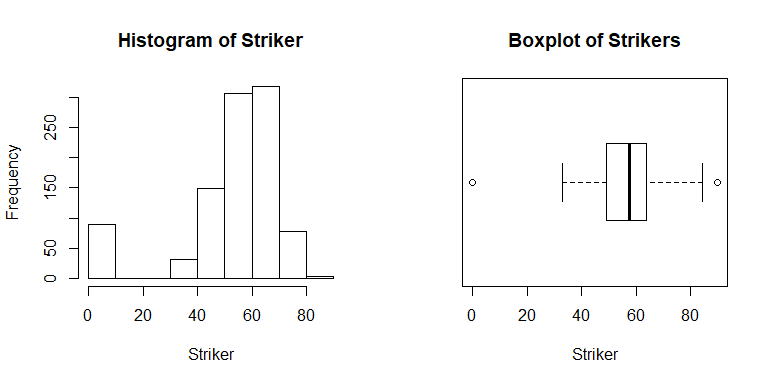 Histogram of Striker
Frequency
0 50 150 250
0 20 40 60 80
Striker
Boxplot of Strikers
0 20 40 60 80
Striker